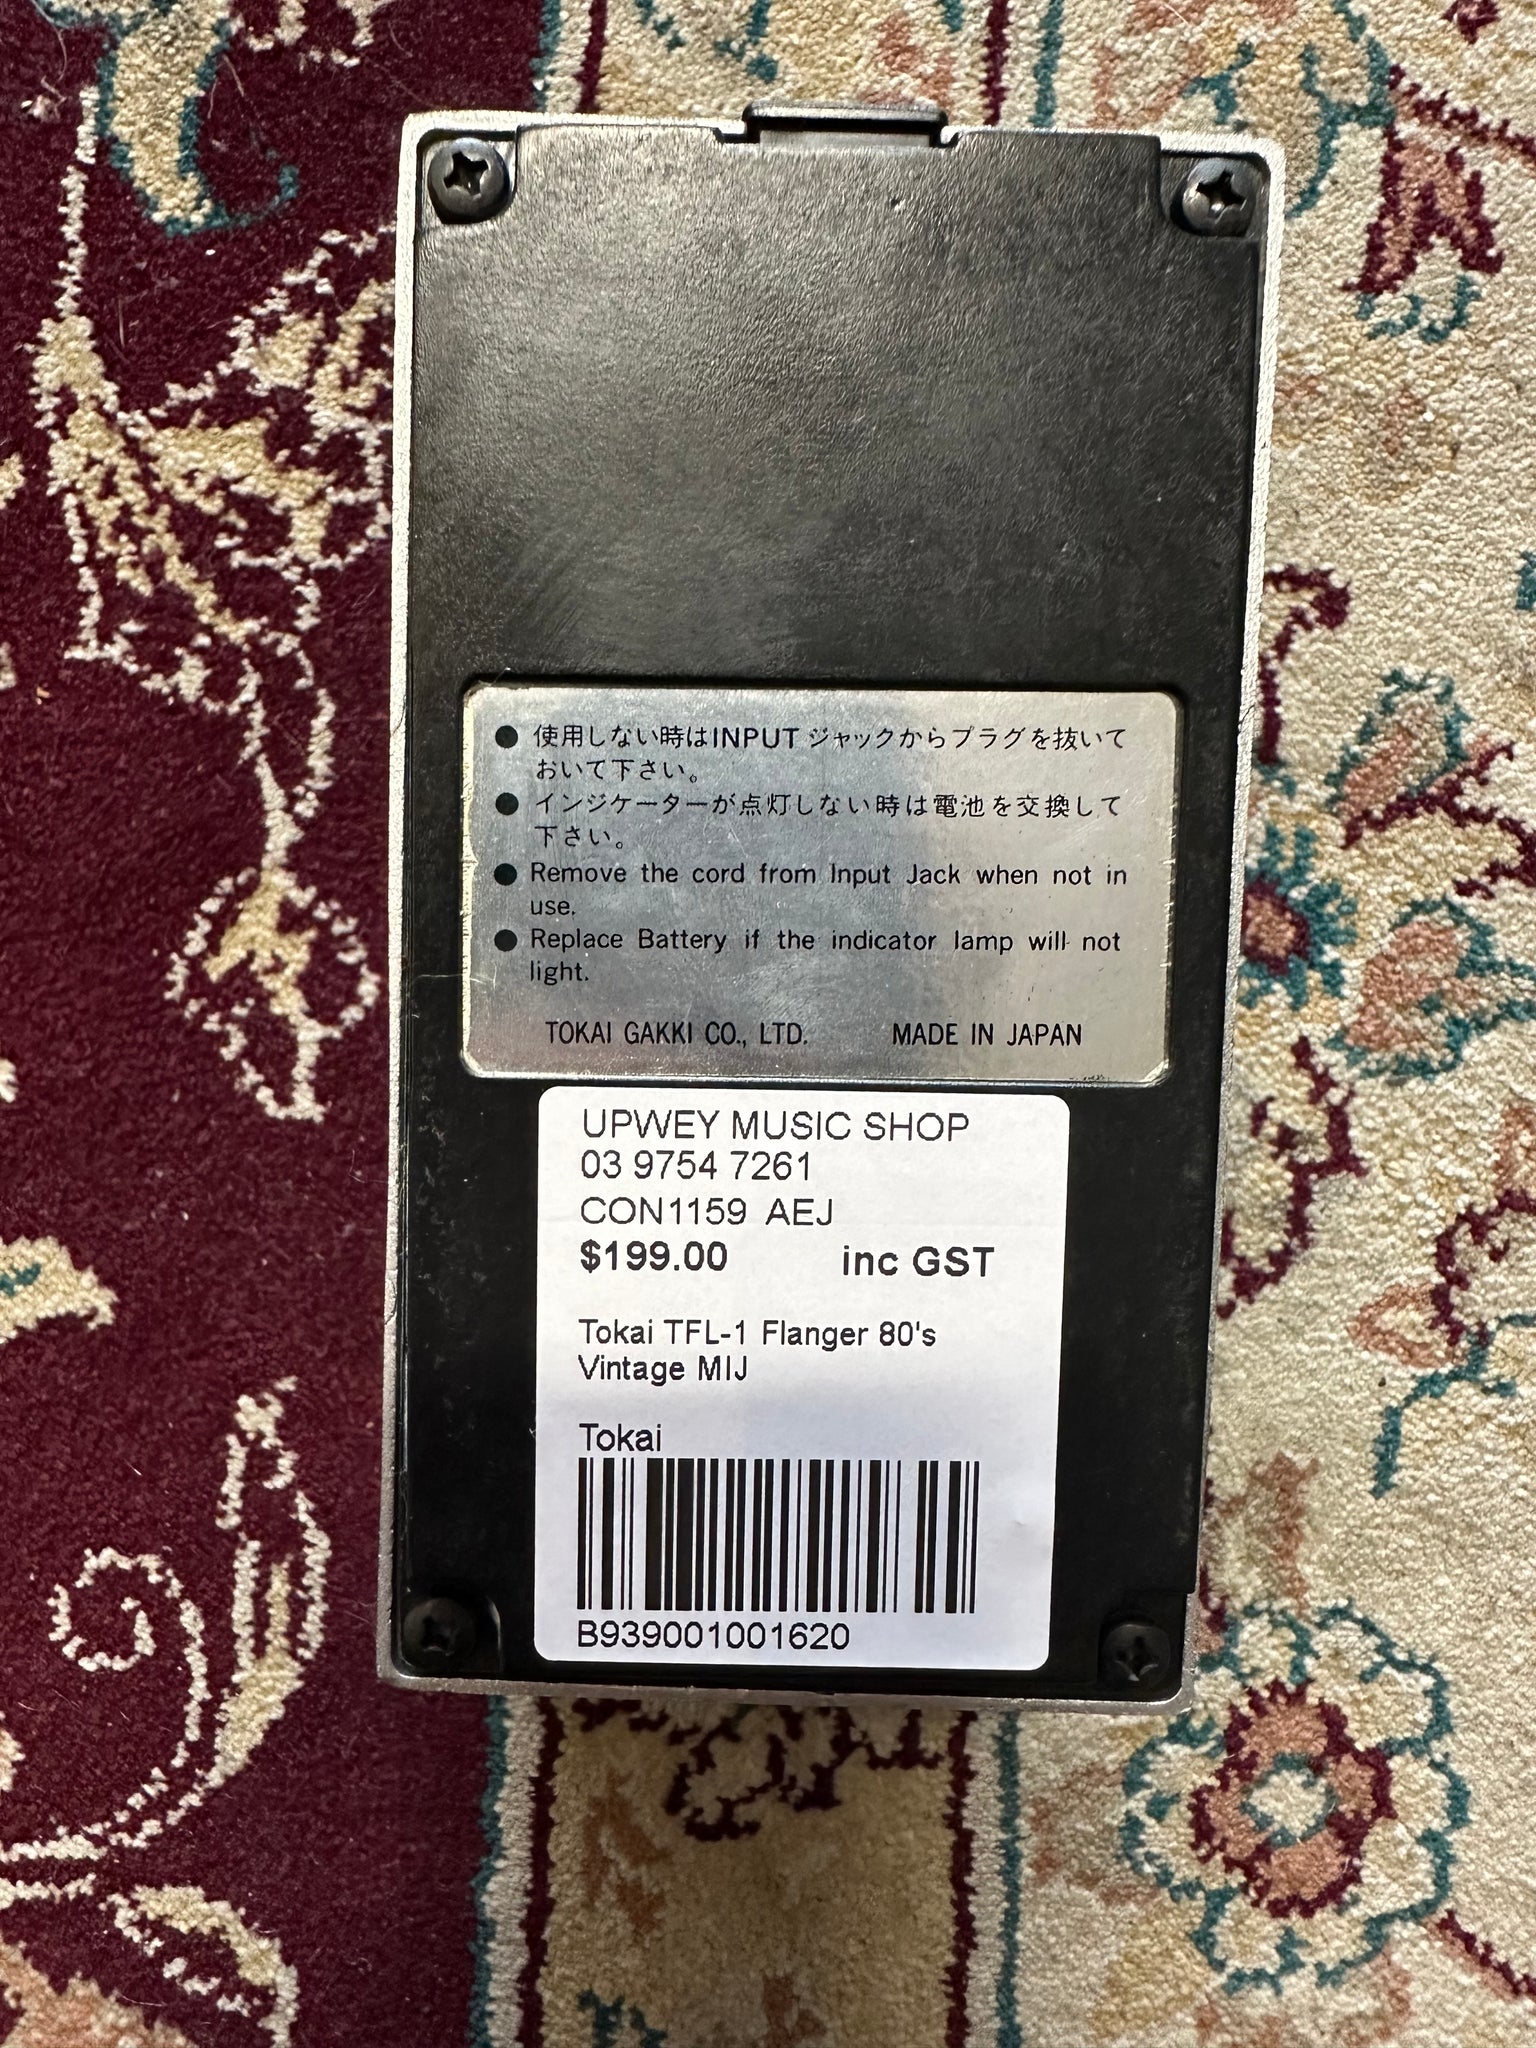 ● 使用しない時はINPUT ジャックからプラグを抜いて
おいて下さい。
● インジケーターが点灯しない時は電池を交換して
下さい。
● Remove the cord from Input Jack when not in
use.
● Replace Battery if the indicator lamp will not
light.
TOKAI GAKKI CO., LTD. MADE IN JAPAN
UPWEY MUSIC SHOP
03 9754 7261
CON1159 AEJ
$199.00 inc GST
Tokai TFL-1 Flanger 80's
Vintage MIJ
Tokai
B939001001620